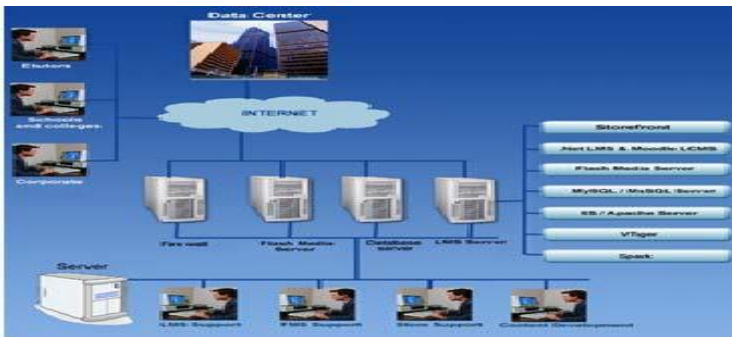 Data Center
Schools
and colleges
Corporate
INTERNET
Storefront
.Net LMS & Moodle LCMS
Flash Media Server
MySQL / MsSQL Server
IIS / Apache Server
VTiger
Spark
Fire wall
Flash Media
Server
Database
server
LMS Server
Server
LMS Support
FMS Support
Store Support
Content Development